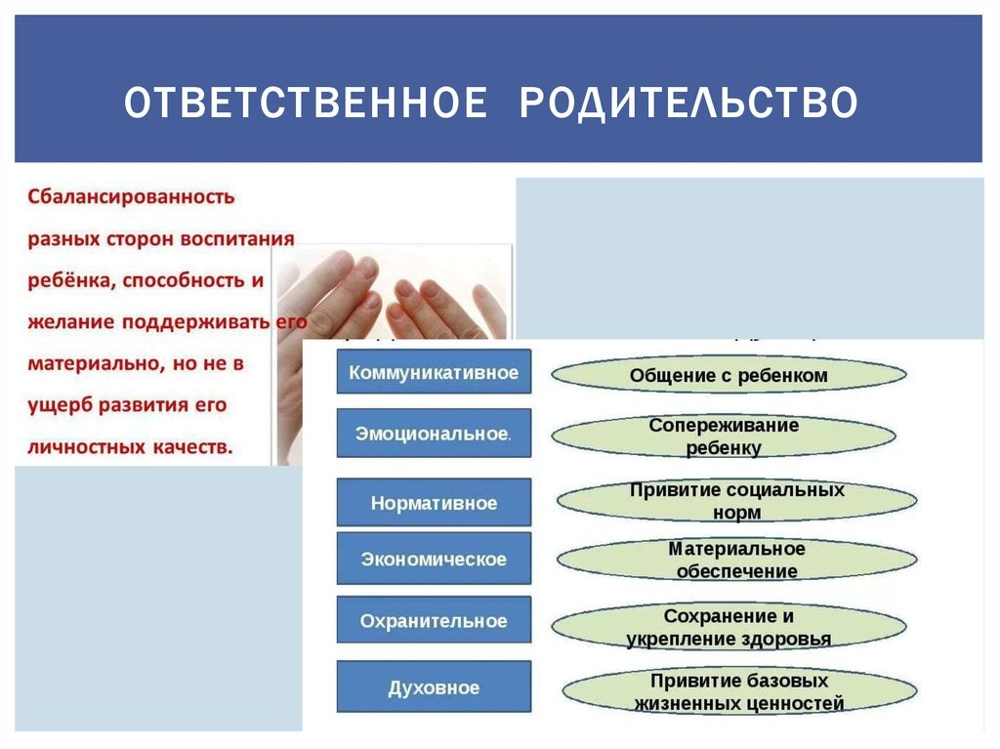 ОТВЕТСТВЕННОЕ РОДИТЕЛЬСТВО
Сбалансированность
разных сторон воспитания
ребёнка, способность и
желание поддерживать его
материально, но не в
ущерб развития его
личностных качеств.
Коммуникативное
Общение с ребенком
Эмоциональное.
Сопереживание
ребенку
Нормативное
Привитие социальных
норм
Экономическое
Материальное
обеспечение
Охранительное
Сохранение и
укрепление здоровья
Духовное
Привитие базовых
жизненных ценностей